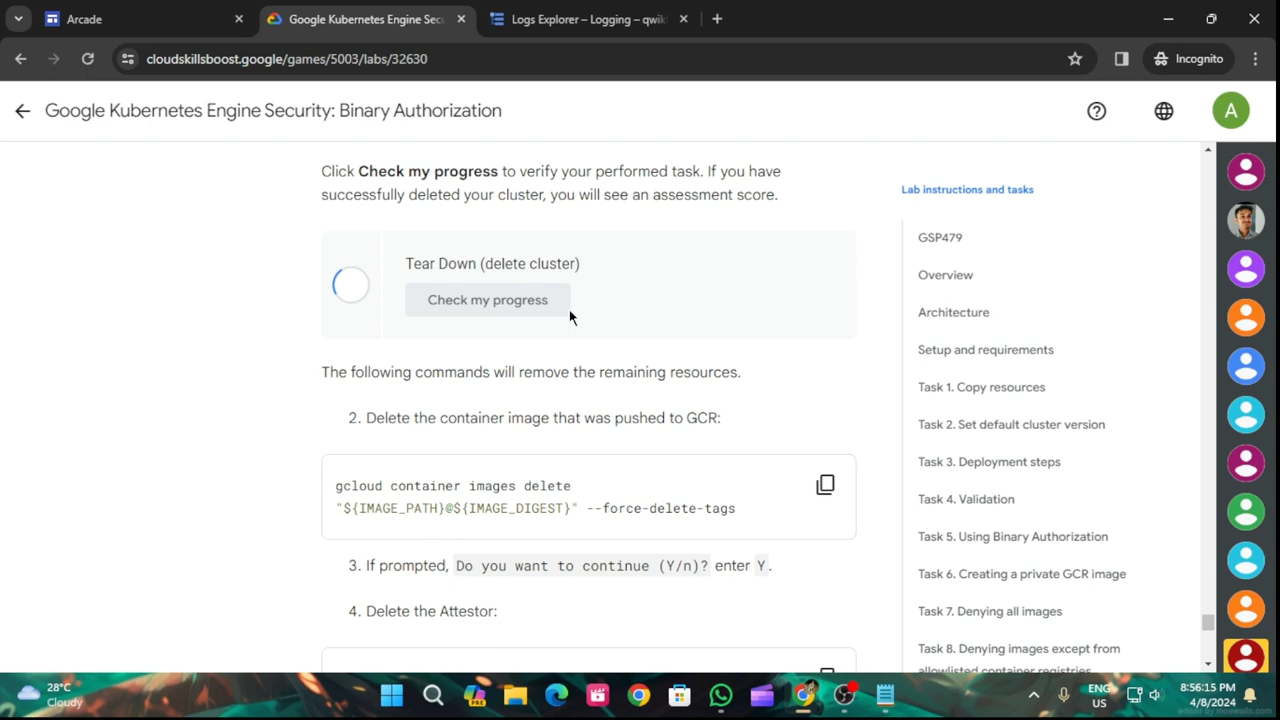 Arcade
Google Kubernetes Engine Secu
Logs Explorer – Logging – qwik
cloudskillsboost.google/games/5003/labs/32630
Incognito
Google Kubernetes Engine Security: Binary Authorization
A
Click Check my progress to verify your performed task. If you have
successfully deleted your cluster, you will see an assessment score.
Tear Down (delete cluster)
Check my progress
The following commands will remove the remaining resources.
2. Delete the container image that was pushed to GCR:
gcloud container images delete
"${IMAGE_PATH}@${IMAGE_DIGEST}" --force-delete-tags
3. If prompted, Do you want to continue (Y/n)? enter Y.
4. Delete the Attestor:
Lab instructions and tasks
GSP479
Overview
Architecture
Setup and requirements
Task 1. Copy resources
Task 2. Set default cluster version
Task 3. Deployment steps
Task 4. Validation
Task 5. Using Binary Authorization
Task 6. Creating a private GCR image
Task 7. Denying all images
Task 8. Denying images except from
allowlisted container registries
28°C
Cloudy
PRE
ENG
US
8:56:15 PM
4/8/2024